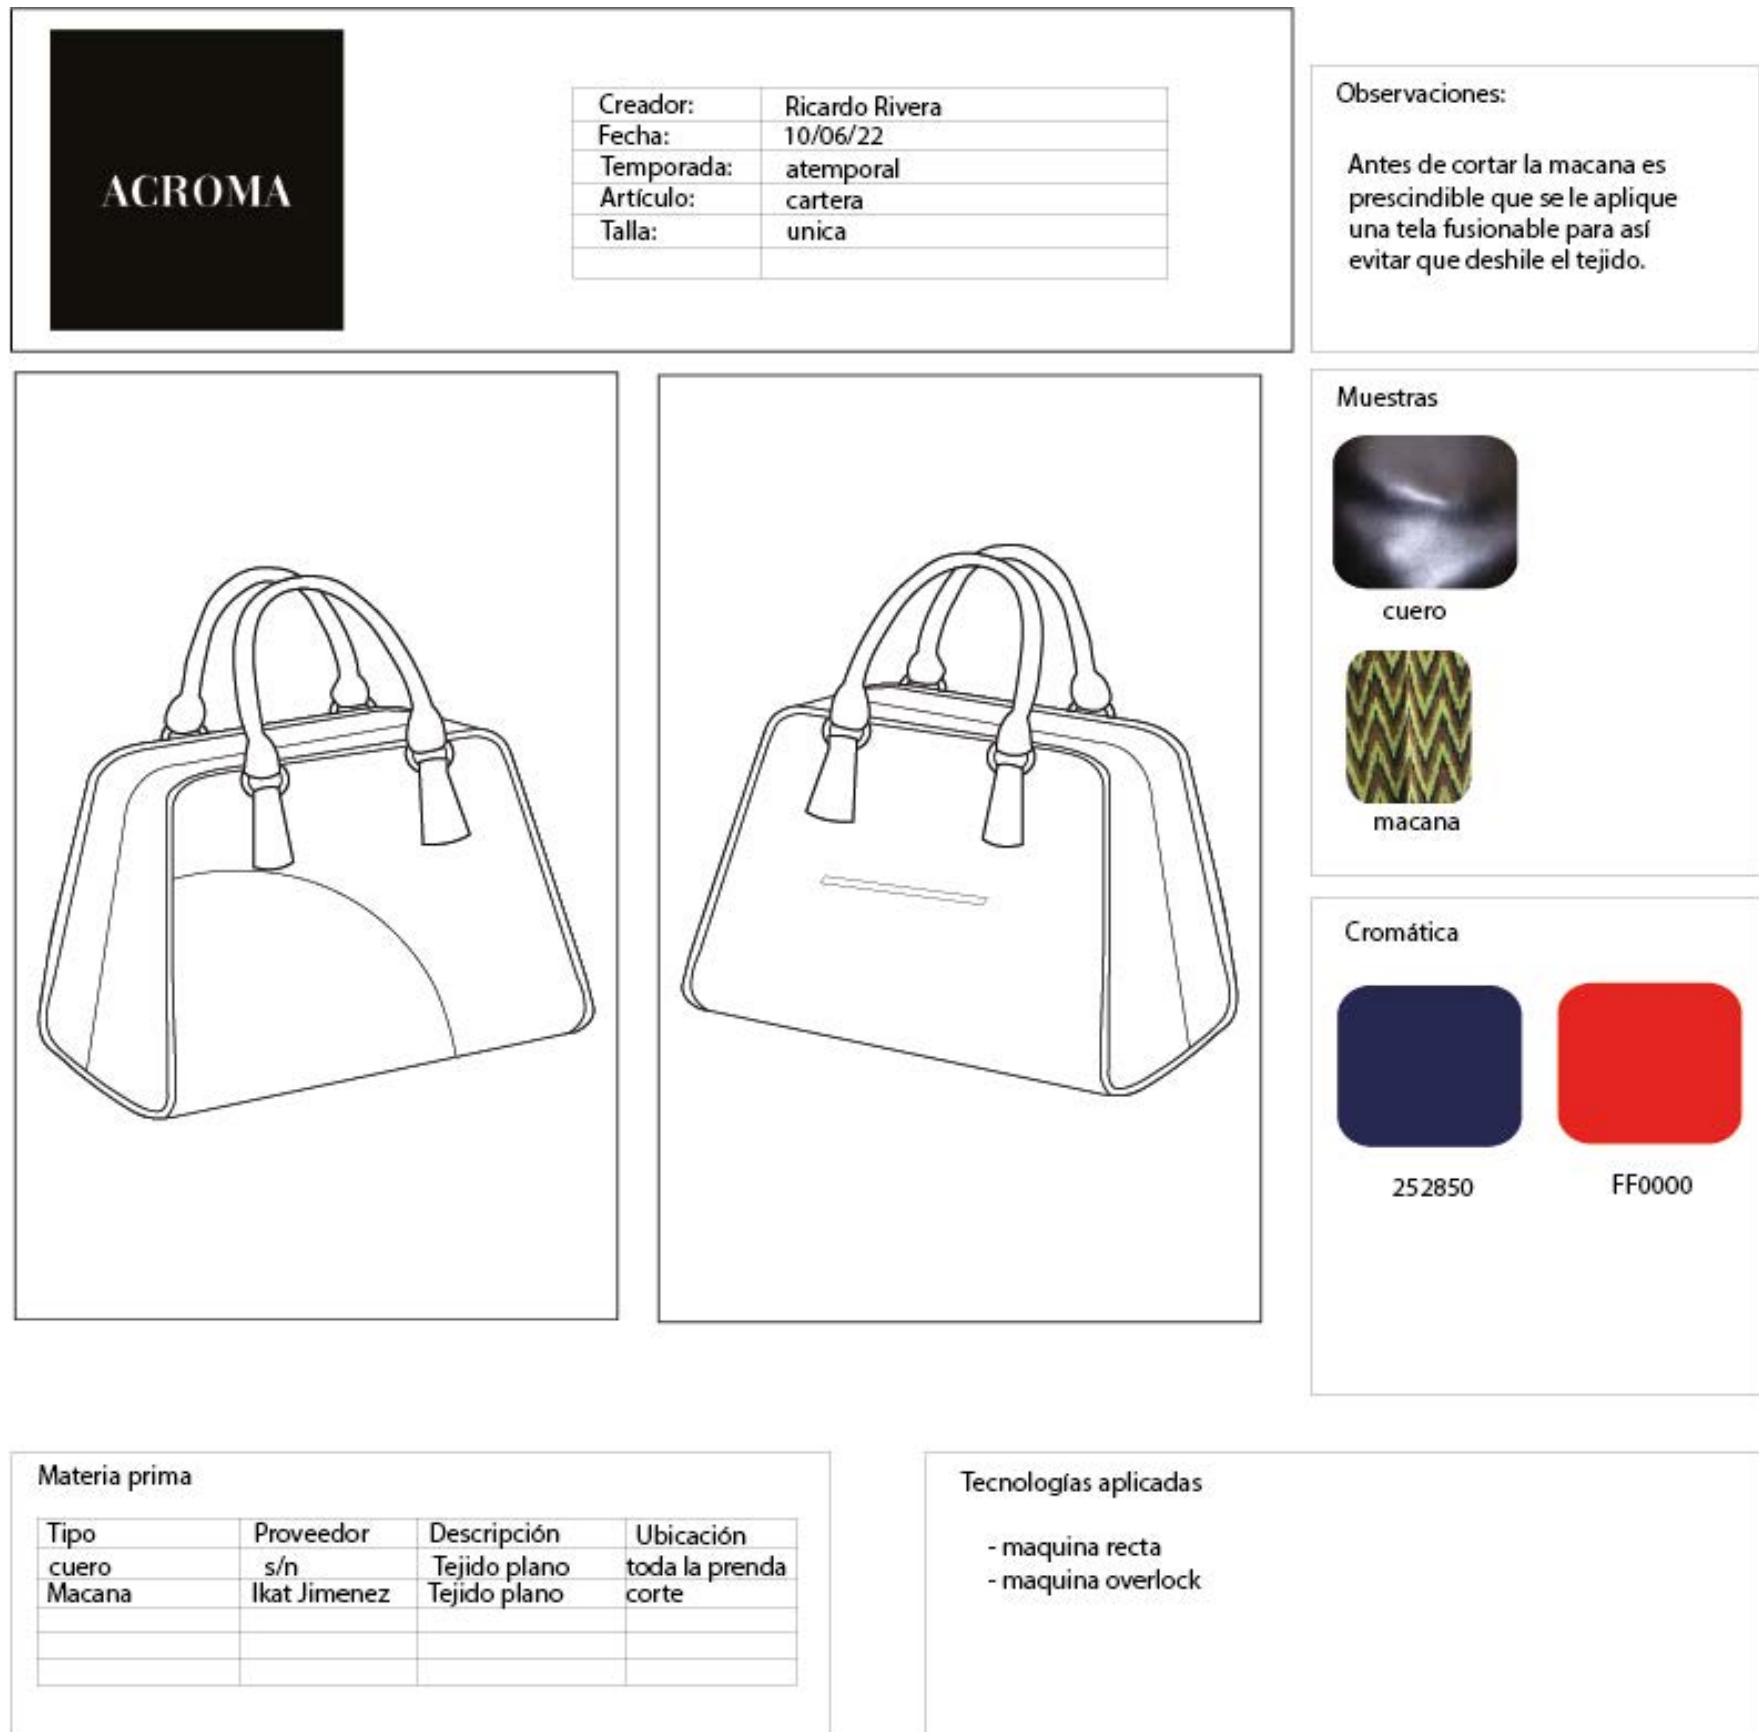 ACROMA
Creador: Ricardo Rivera
Fecha: 10/06/22
Temporada: atemporal
Artículo: cartera
Talla: unica
Observaciones:
Antes de cortar la macana es
prescindible que se le aplique
una tela fusionable para así
evitar que deshile el tejido.
Muestras
cuero
macana
Cromática
252850 FF0000
Materia prima
Tipo Proveedor Descripción Ubicación
cuero s/n Tejido plano toda la prenda
Macana Ikat Jimenez Tejido plano corte
Tecnologías aplicadas
- maquina recta
- maquina overlock